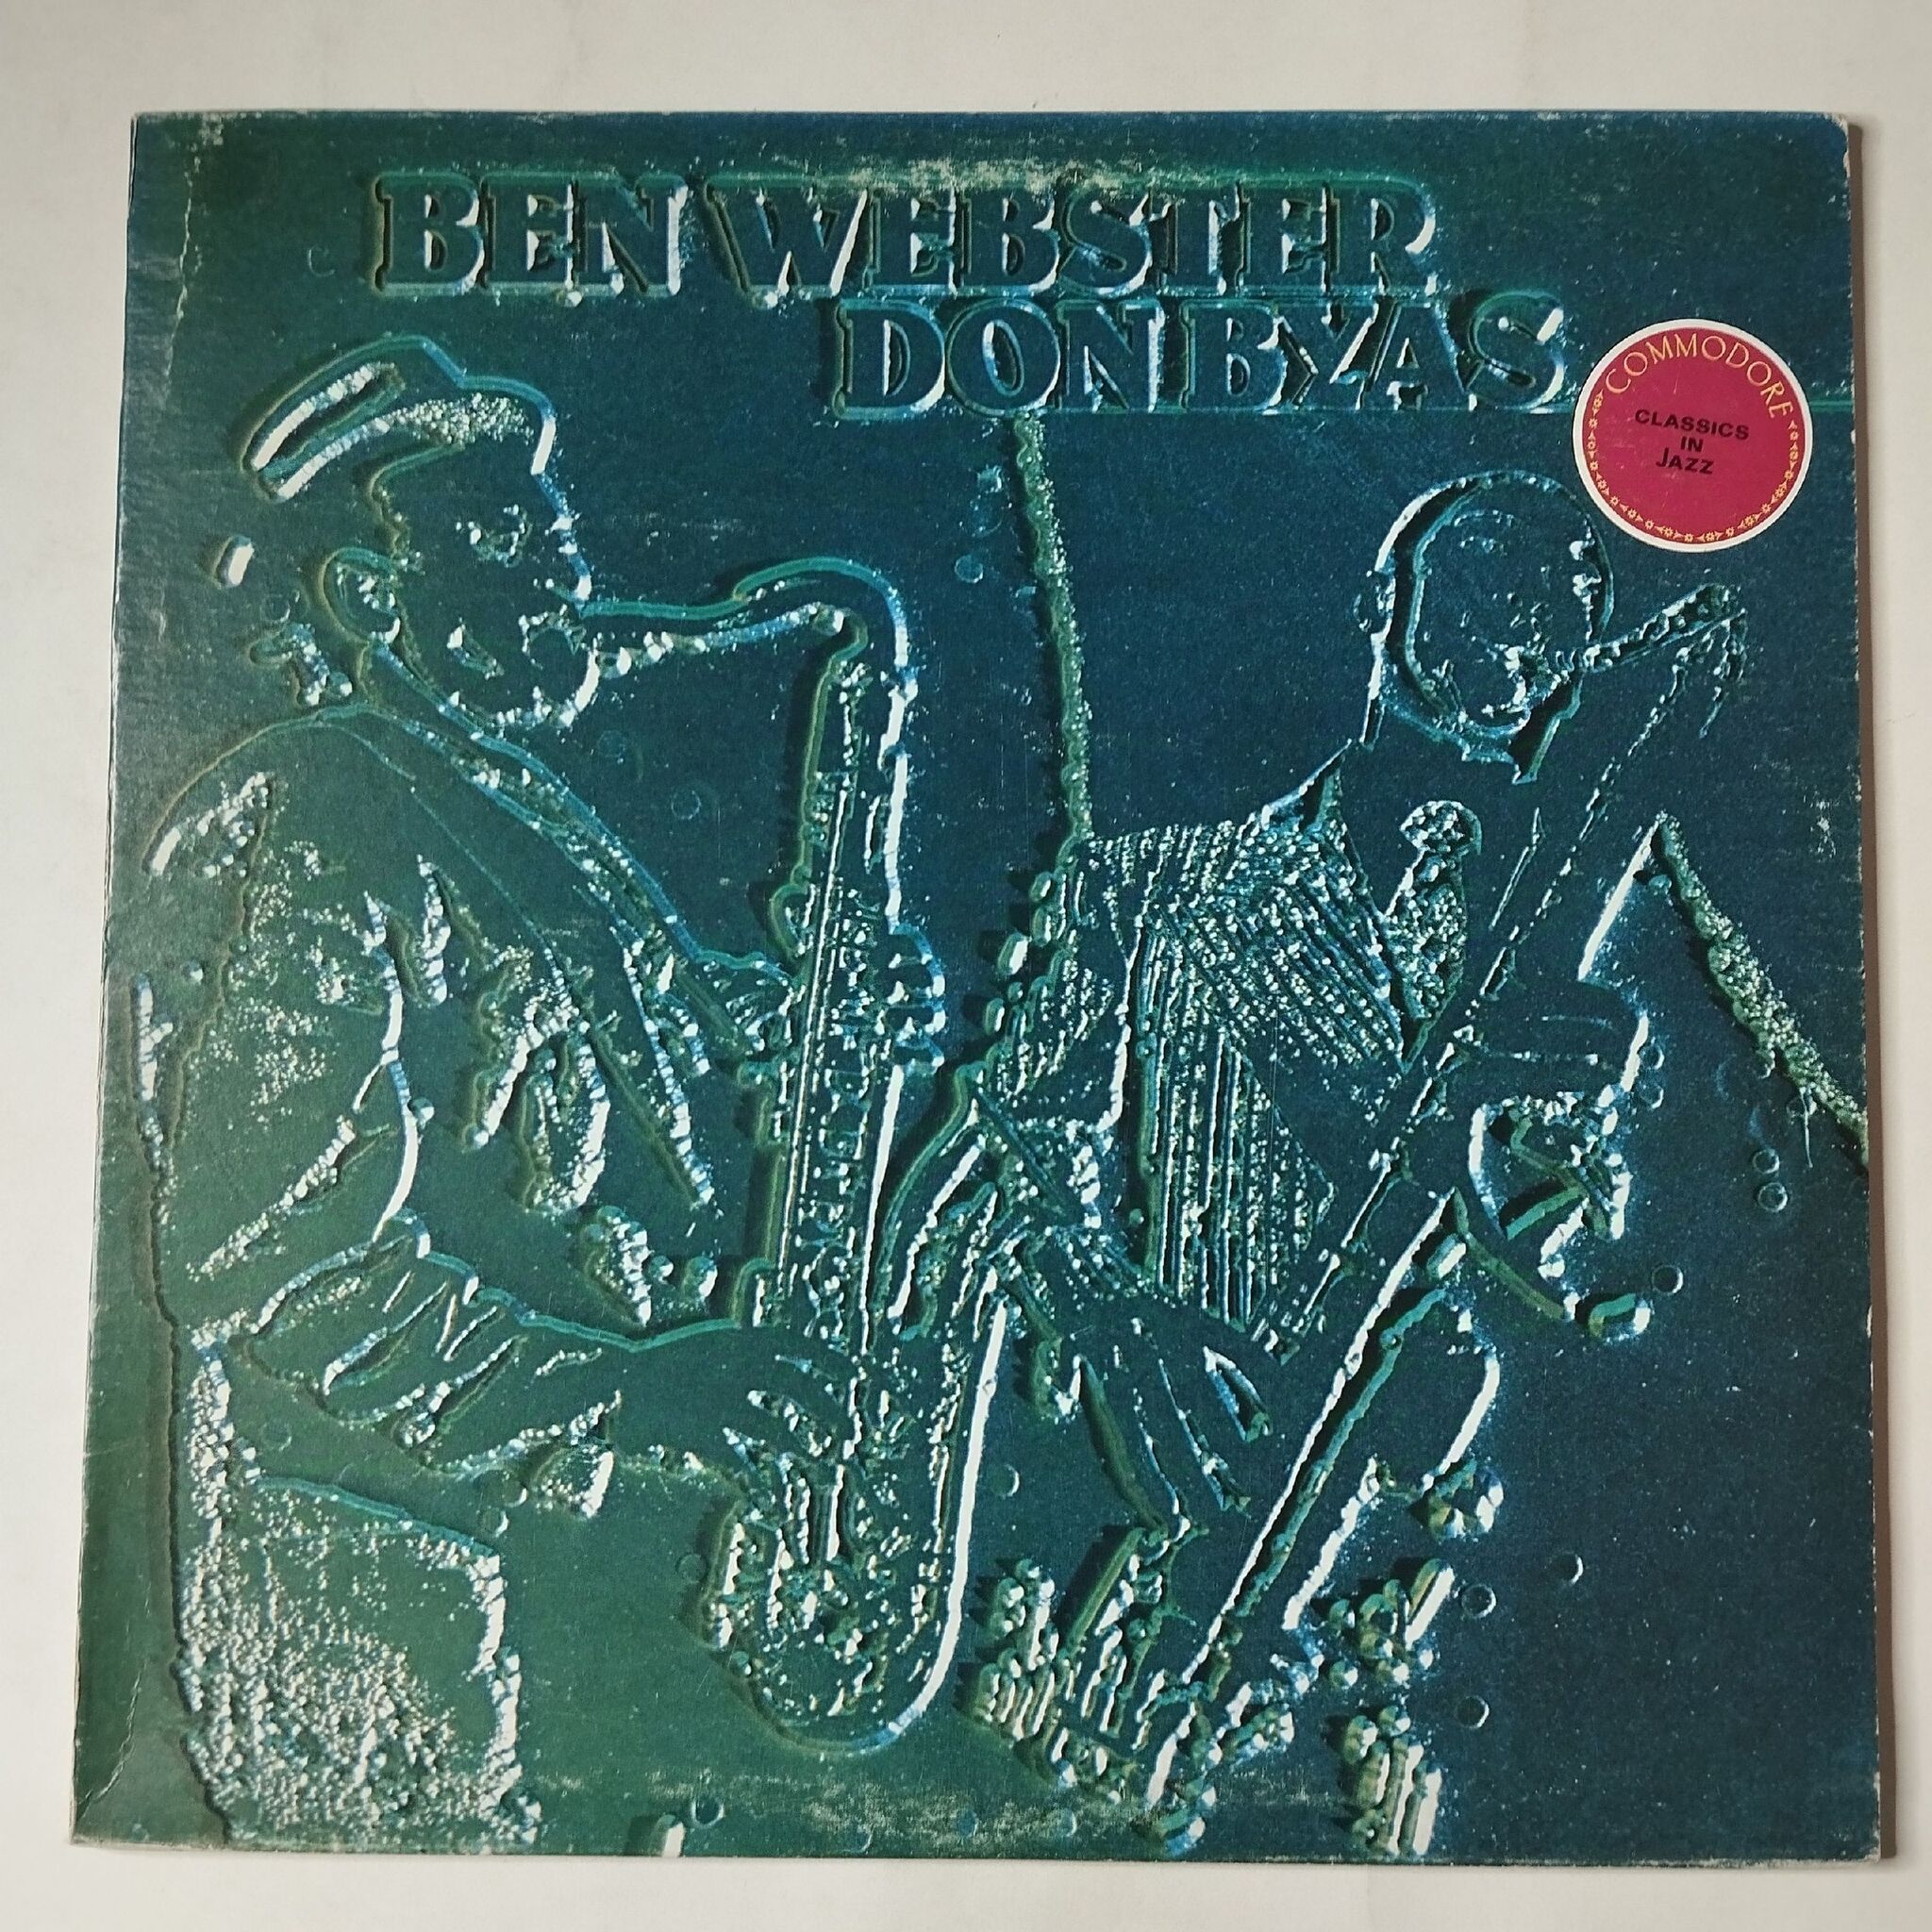 BEN WEBSTER
DON BYAS
COMMODORE
CLASSICS
IN
JAZZ